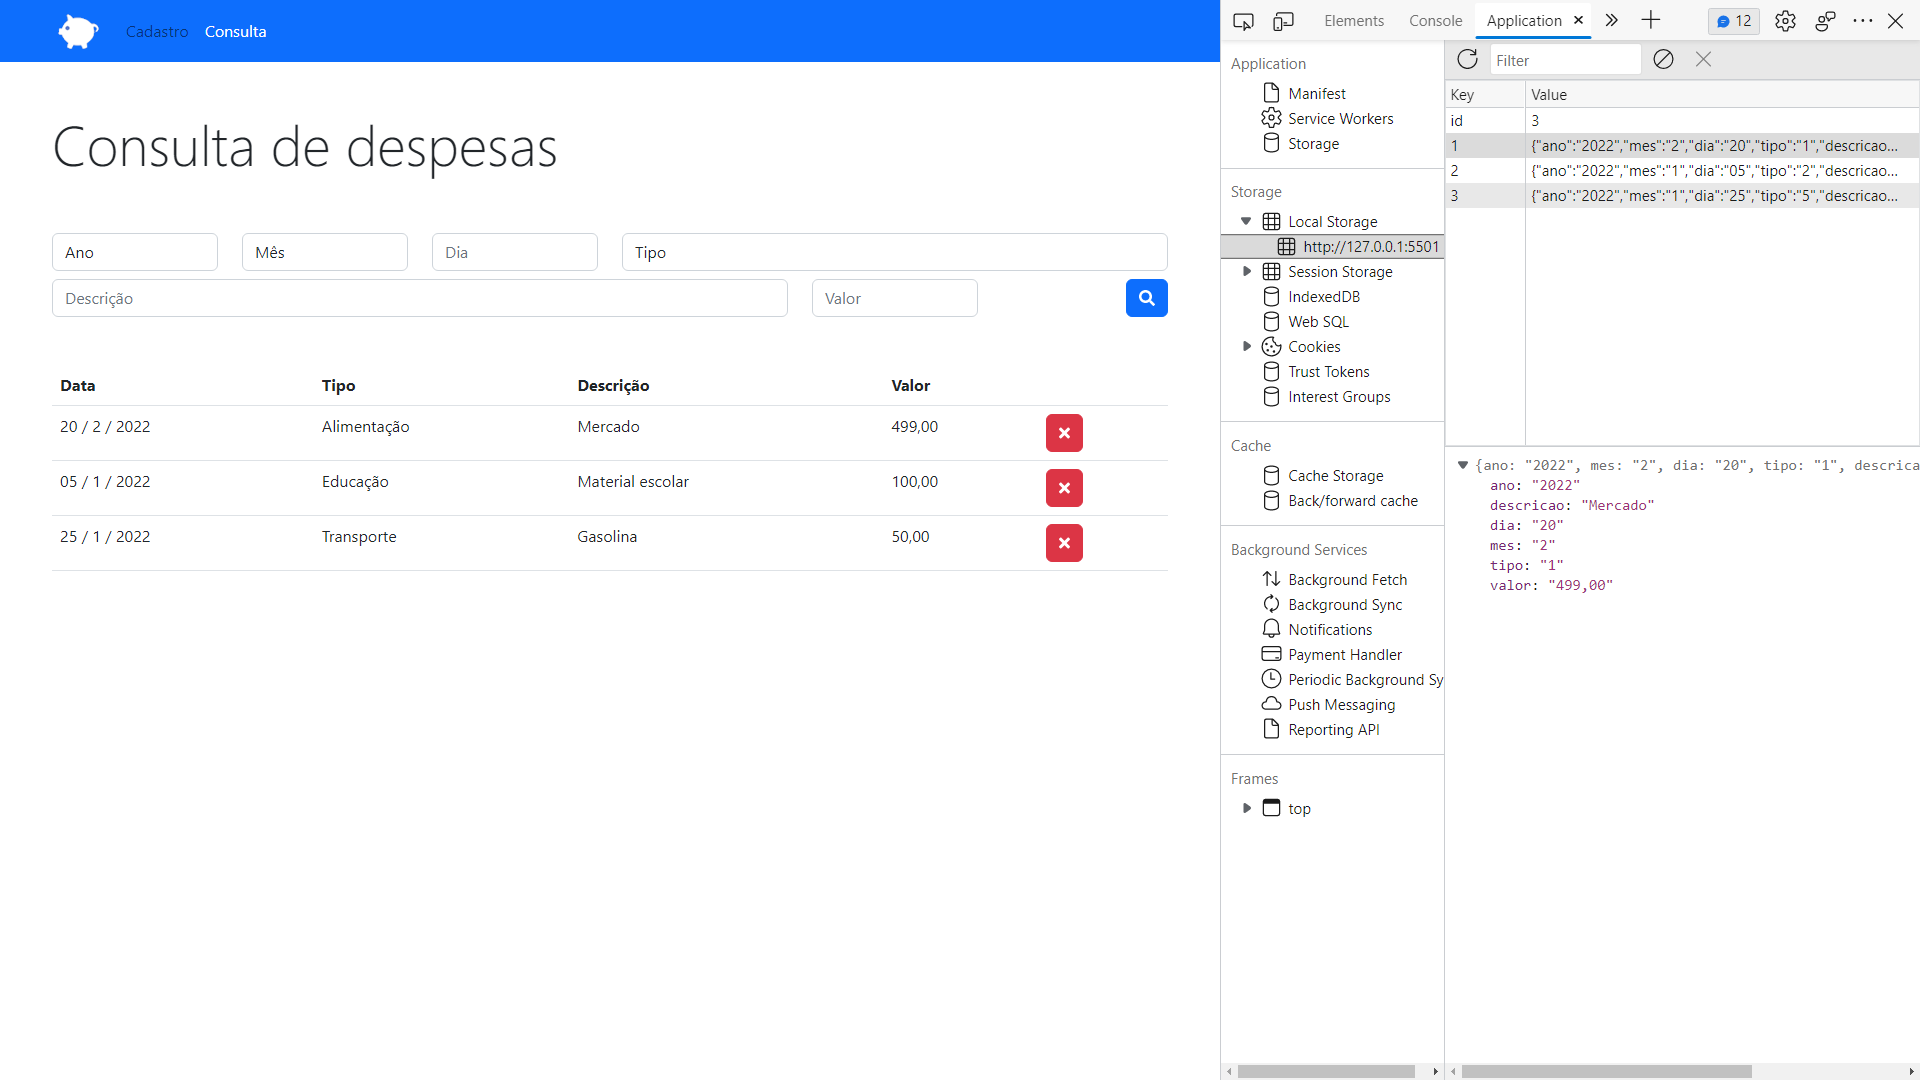 Cadastro Consulta
Consulta de despesas
Ano Mês Dia Tipo
Descrição Valor
Data Tipo Descrição Valor
20 / 2 / 2022 Alimentação Mercado 499,00
05 / 1 / 2022 Educação Material escolar 100,00
25 / 1 / 2022 Transporte Gasolina 50,00
Elements Console Application 12
Application
Manifest
Service Workers
Storage
Storage
Local Storage
http://127.0.0.1:5501
Session Storage
IndexedDB
Web SQL
Cookies
Trust Tokens
Interest Groups
Cache
Cache Storage
Back/forward cache
Background Services
Background Fetch
Background Sync
Notifications
Payment Handler
Periodic Background Sy
Push Messaging
Reporting API
Frames
top
Filter
Key Value
id 3
1 {"ano":"2022","mes":"2","dia":"20","tipo":"1","descricao...
2 {"ano":"2022","mes":"1","dia":"05","tipo":"2","descricao...
3 {"ano":"2022","mes":"1","dia":"25","tipo":"5","descricao...
{ano: "2022", mes: "2", dia: "20", tipo: "1", descrica
ano: "2022"
descricao: "Mercado"
dia: "20"
mes: "2"
tipo: "1"
valor: "499,00"